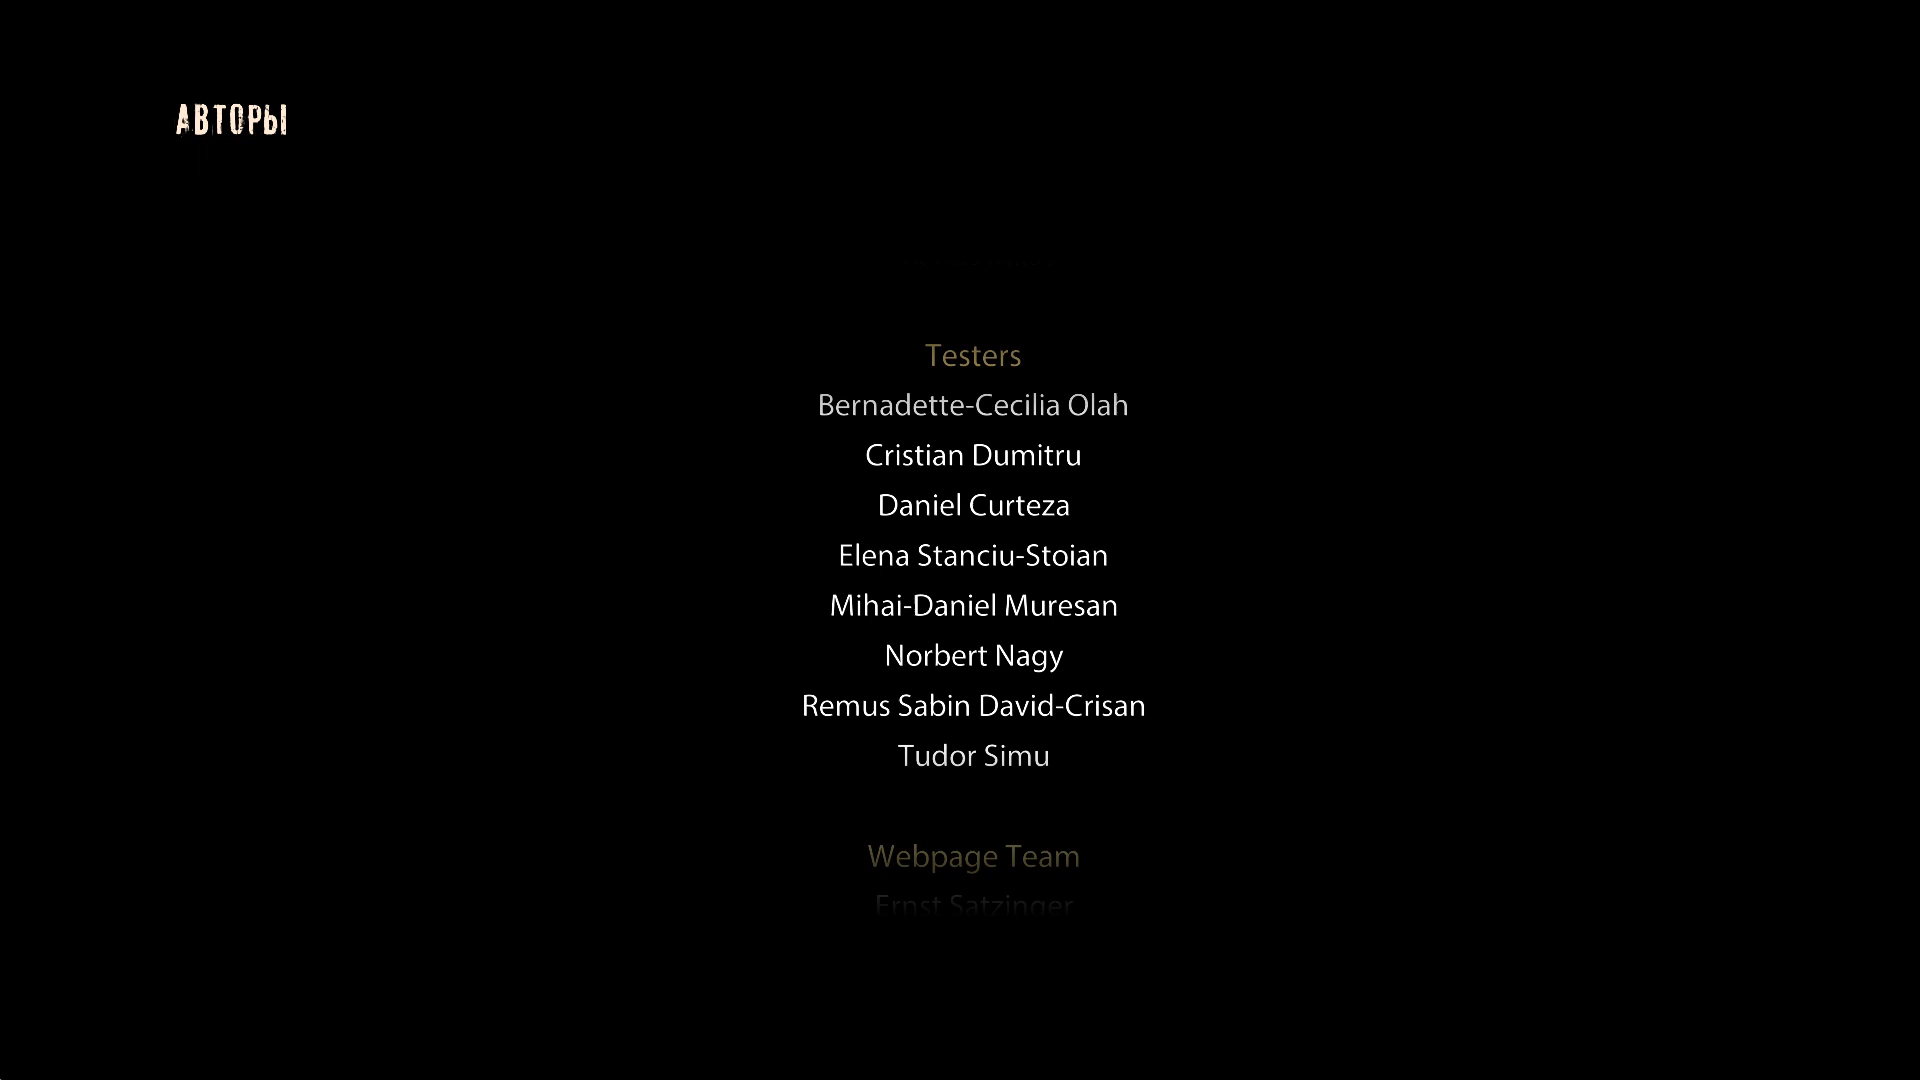 АВТОРЫ
Testers
Bernadette-Cecilia Olah
Cristian Dumitru
Daniel Curteza
Elena Stanciu-Stoian
Mihai-Daniel Muresan
Norbert Nagy
Remus Sabin David-Crisan
Tudor Simu
Webpage Team
Ernst Satzinger